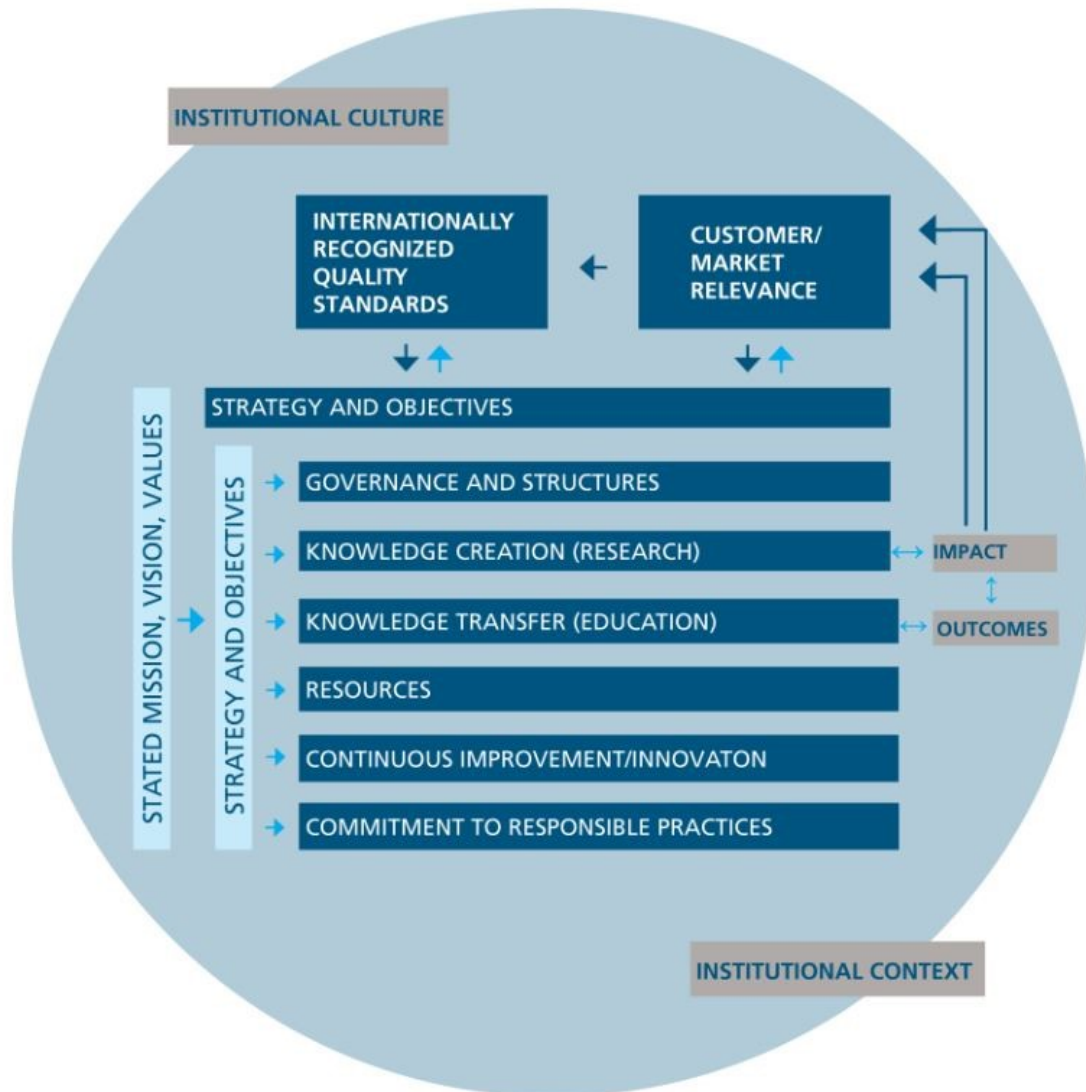 INSTITUTIONAL CULTURE
INTERNATIONALLY
RECOGNIZED
QUALITY
STANDARDS
CUSTOMER/
MARKET
RELEVANCE
STRATEGY AND OBJECTIVES
STATED MISSION, VISION, VALUES
STRATEGY AND OBJECTIVES
GOVERNANCE AND STRUCTURES
KNOWLEDGE CREATION (RESEARCH)
IMPACT
KNOWLEDGE TRANSFER (EDUCATION)
OUTCOMES
RESOURCES
CONTINUOUS IMPROVEMENT/INNOVATON
COMMITMENT TO RESPONSIBLE PRACTICES
INSTITUTIONAL CONTEXT